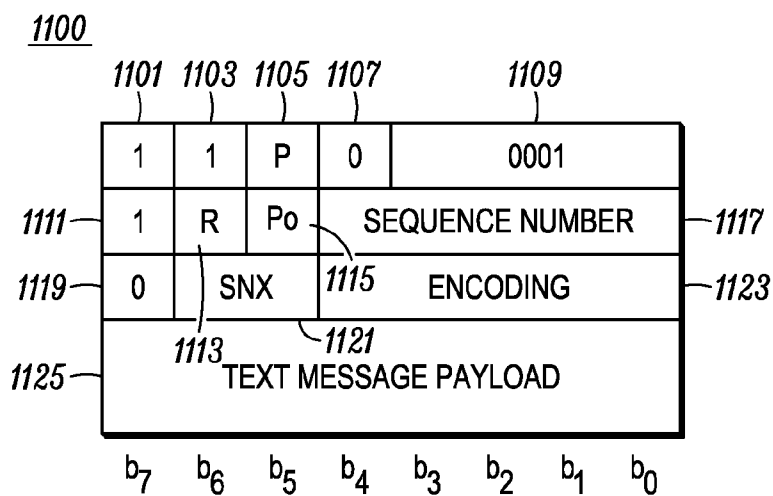 1100
1101 1103 1105 1107 1109
1 1 P 0 0001
1111 1 R Po SEQUENCE NUMBER 1117
1119 0 SNX 1115 ENCODING 1123
1113 1121
1125 TEXT MESSAGE PAYLOAD
b7 b6 b5 b4 b3 b2 b1 b0